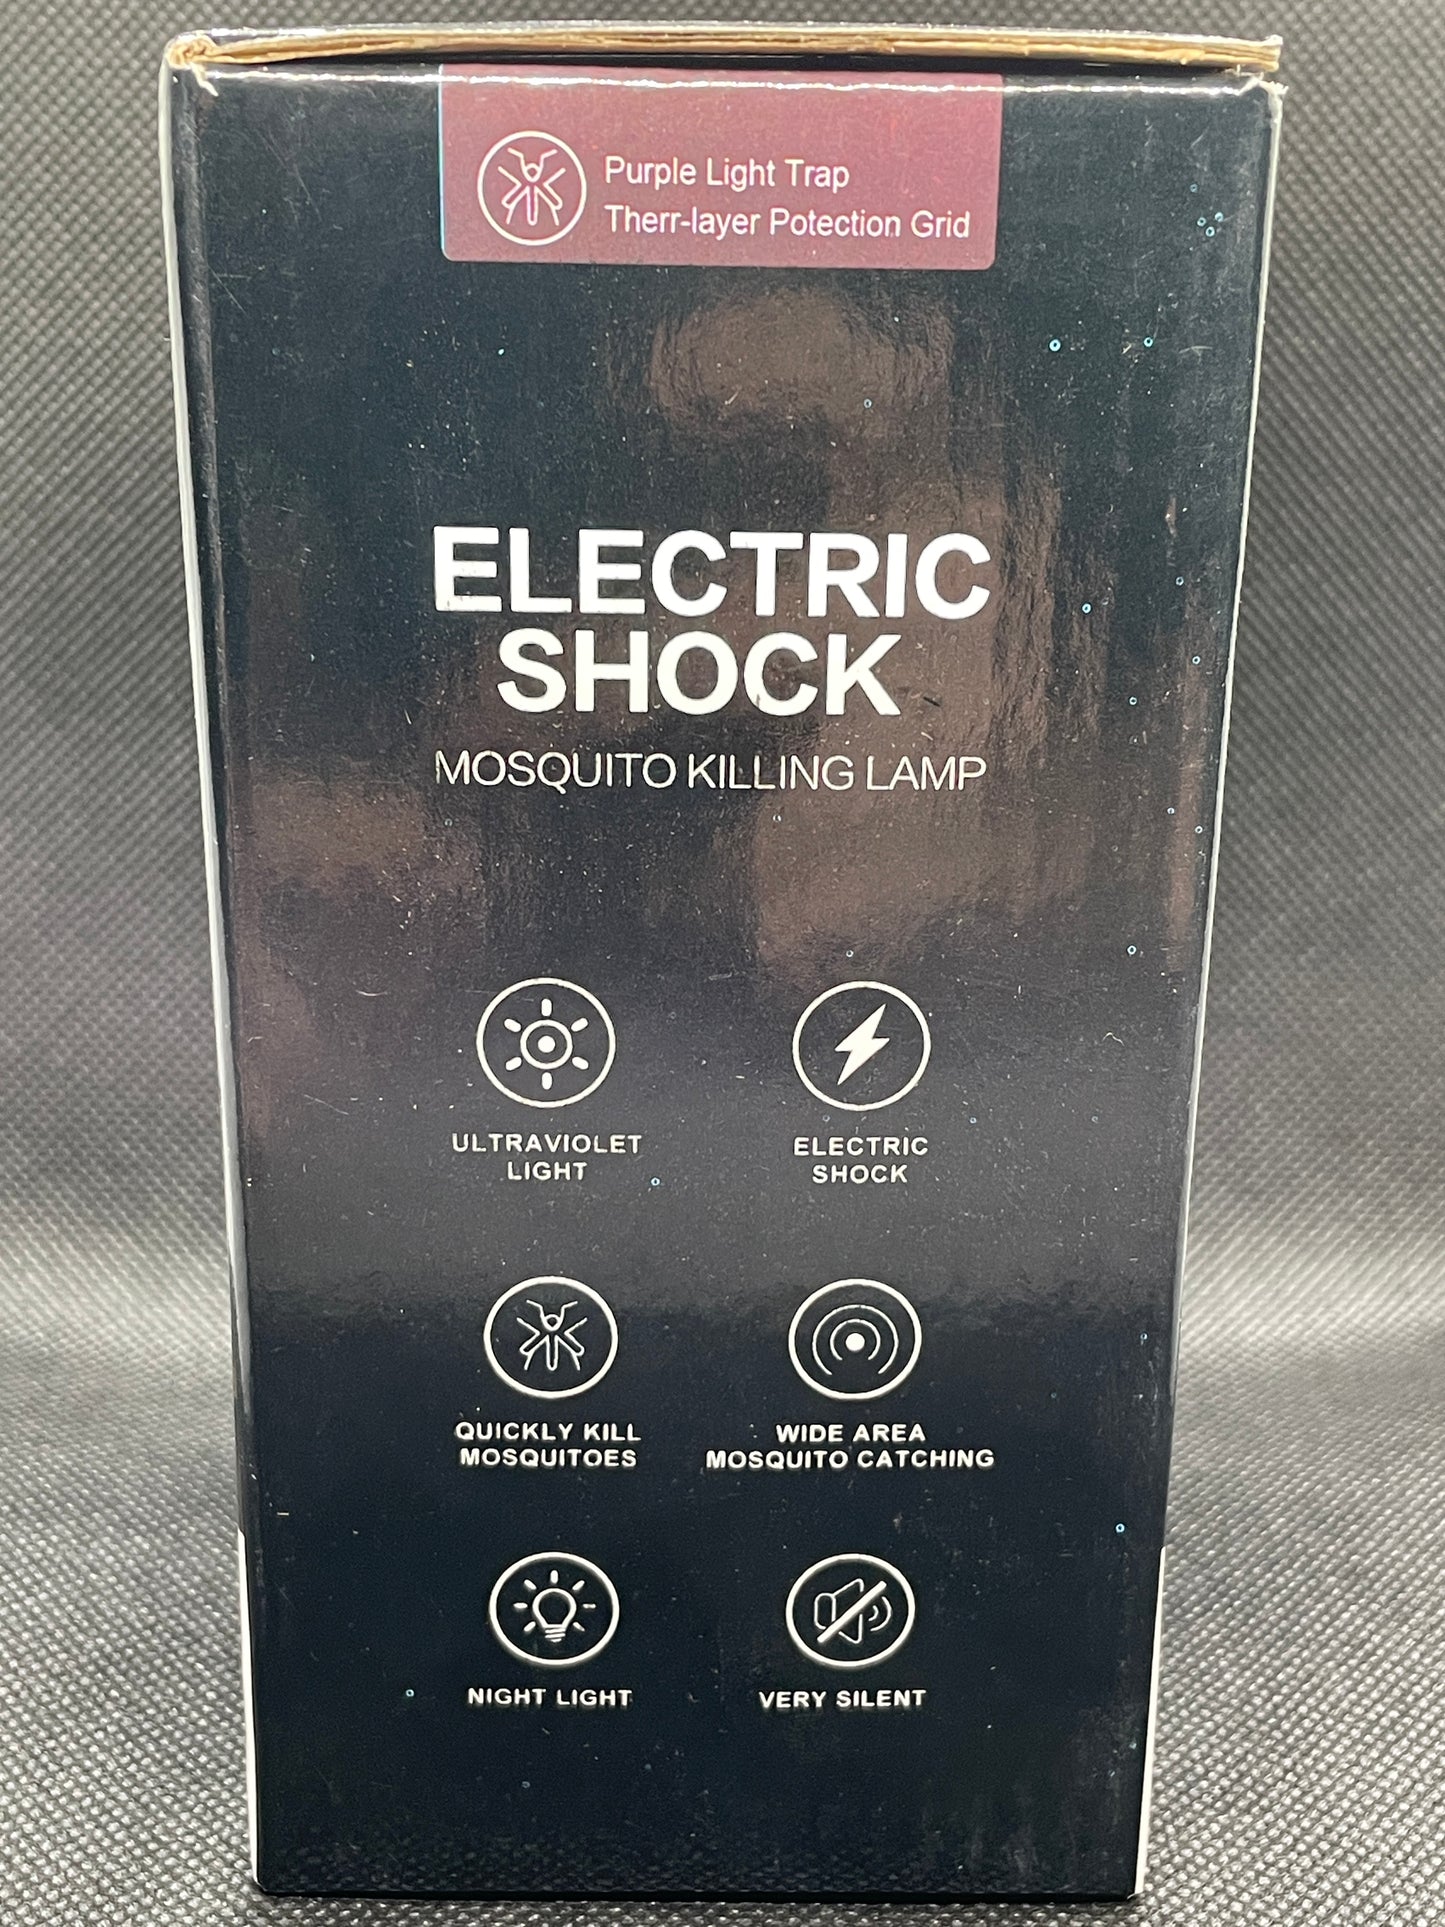 Purple Light Trap
Therr-layer Potection Grid
ELECTRIC
SHOCK
MOSQUITO KILLING LAMP
ULTRAVIOLET
LIGHT
ELECTRIC
SHOCK
QUICKLY KILL
MOSQUITOES
WIDE AREA
MOSQUITO CATCHING
NIGHT LIGHT
VERY SILENT